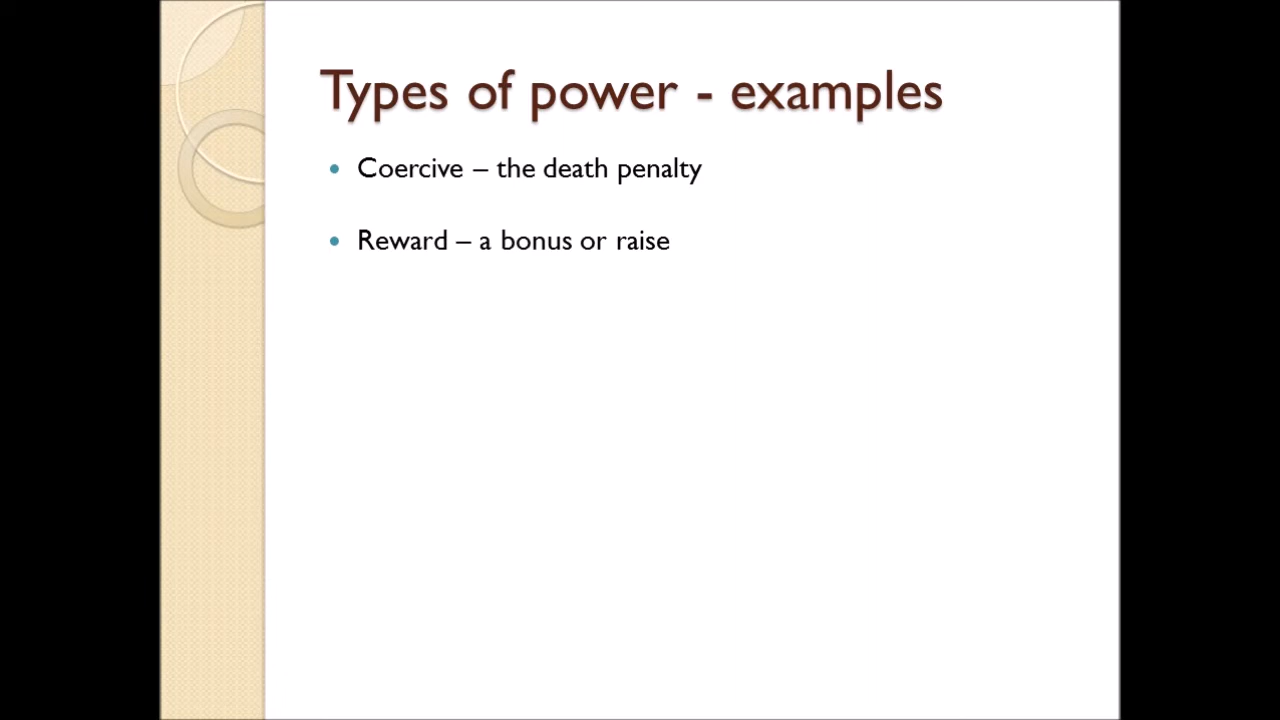 Types of power - examples
• Coercive – the death penalty
• Reward – a bonus or raise